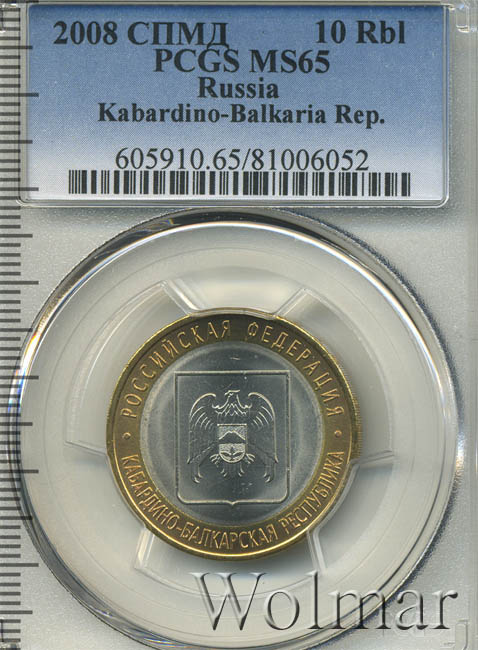 2008 СПМД 10 Rbl
PCGS MS65
Russia
Kabardino-Balkaria Rep.
605910.65/81006052
РОССИЙСКАЯ ФЕДЕРАЦИЯ
КАБАРДИНО-БАЛКАРСКАЯ РЕСПУБЛИКА
Wolmar